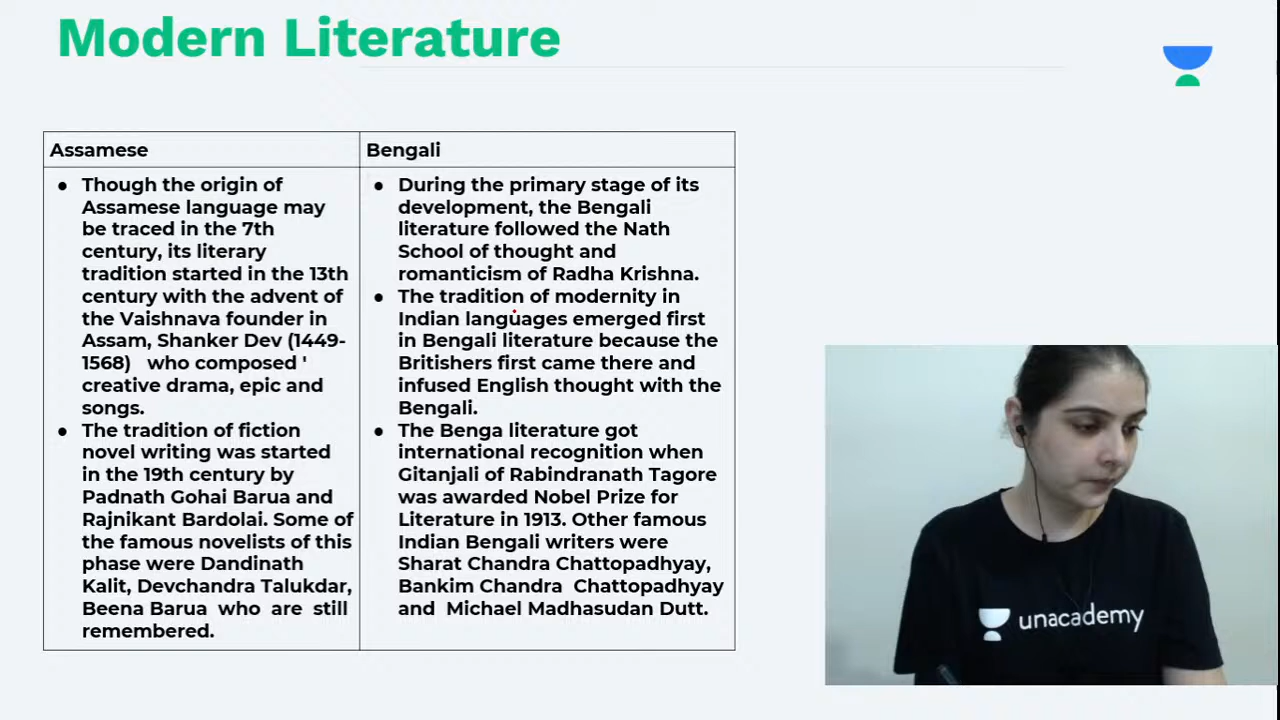 Modern Literature
Assamese
● Though the origin of
Assamese language may
be traced in the 7th
century, its literary
tradition started in the 13th
century with the advent of
the Vaishnava founder in
Assam, Shanker Dev (1449-
1568) who composed '
creative drama, epic and
songs.
● The tradition of fiction
novel writing was started
in the 19th century by
Padnath Gohai Barua and
Rajnikant Bardolai. Some of
the famous novelists of this
phase were Dandinath
Kalit, Devchandra Talukdar,
Beena Barua who are still
remembered.
Bengali
● During the primary stage of its
development, the Bengali
literature followed the Nath
School of thought and
romanticism of Radha Krishna.
● The tradition of modernity in
Indian languages emerged first
in Bengali literature because the
Britishers first came there and
infused English thought with the
Bengali.
● The Benga literature got
international recognition when
Gitanjali of Rabindranath Tagore
was awarded Nobel Prize for
Literature in 1913. Other famous
Indian Bengali writers were
Sharat Chandra Chattopadhyay,
Bankim Chandra Chattopadhyay
and Michael Madhasudan Dutt.
unacademy